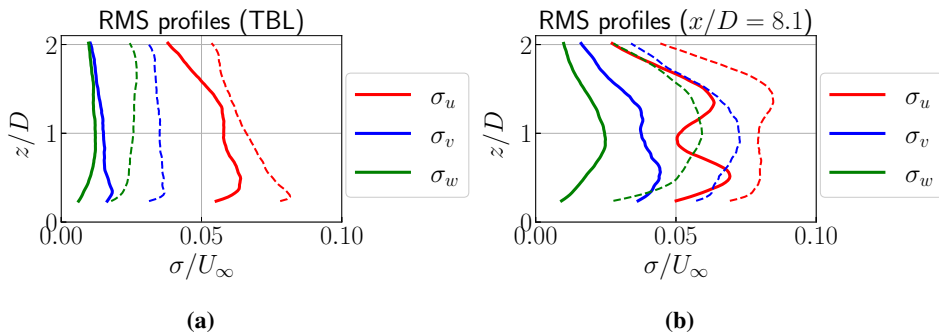 RMS profiles (TBL)
2
1
0
z/D
0.00
0.05
0.10
σ/U∞
σu
σv
σw
(a)
RMS profiles (x/D = 8.1)
2
1
0
z/D
0.00
0.05
0.10
σ/U∞
σu
σv
σw
(b)